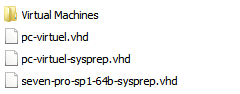 Virtual Machines
pc-virtuel.vhd
pc-virtuel-sysprep.vhd
seven-pro-sp1-64b-sysprep.vhd